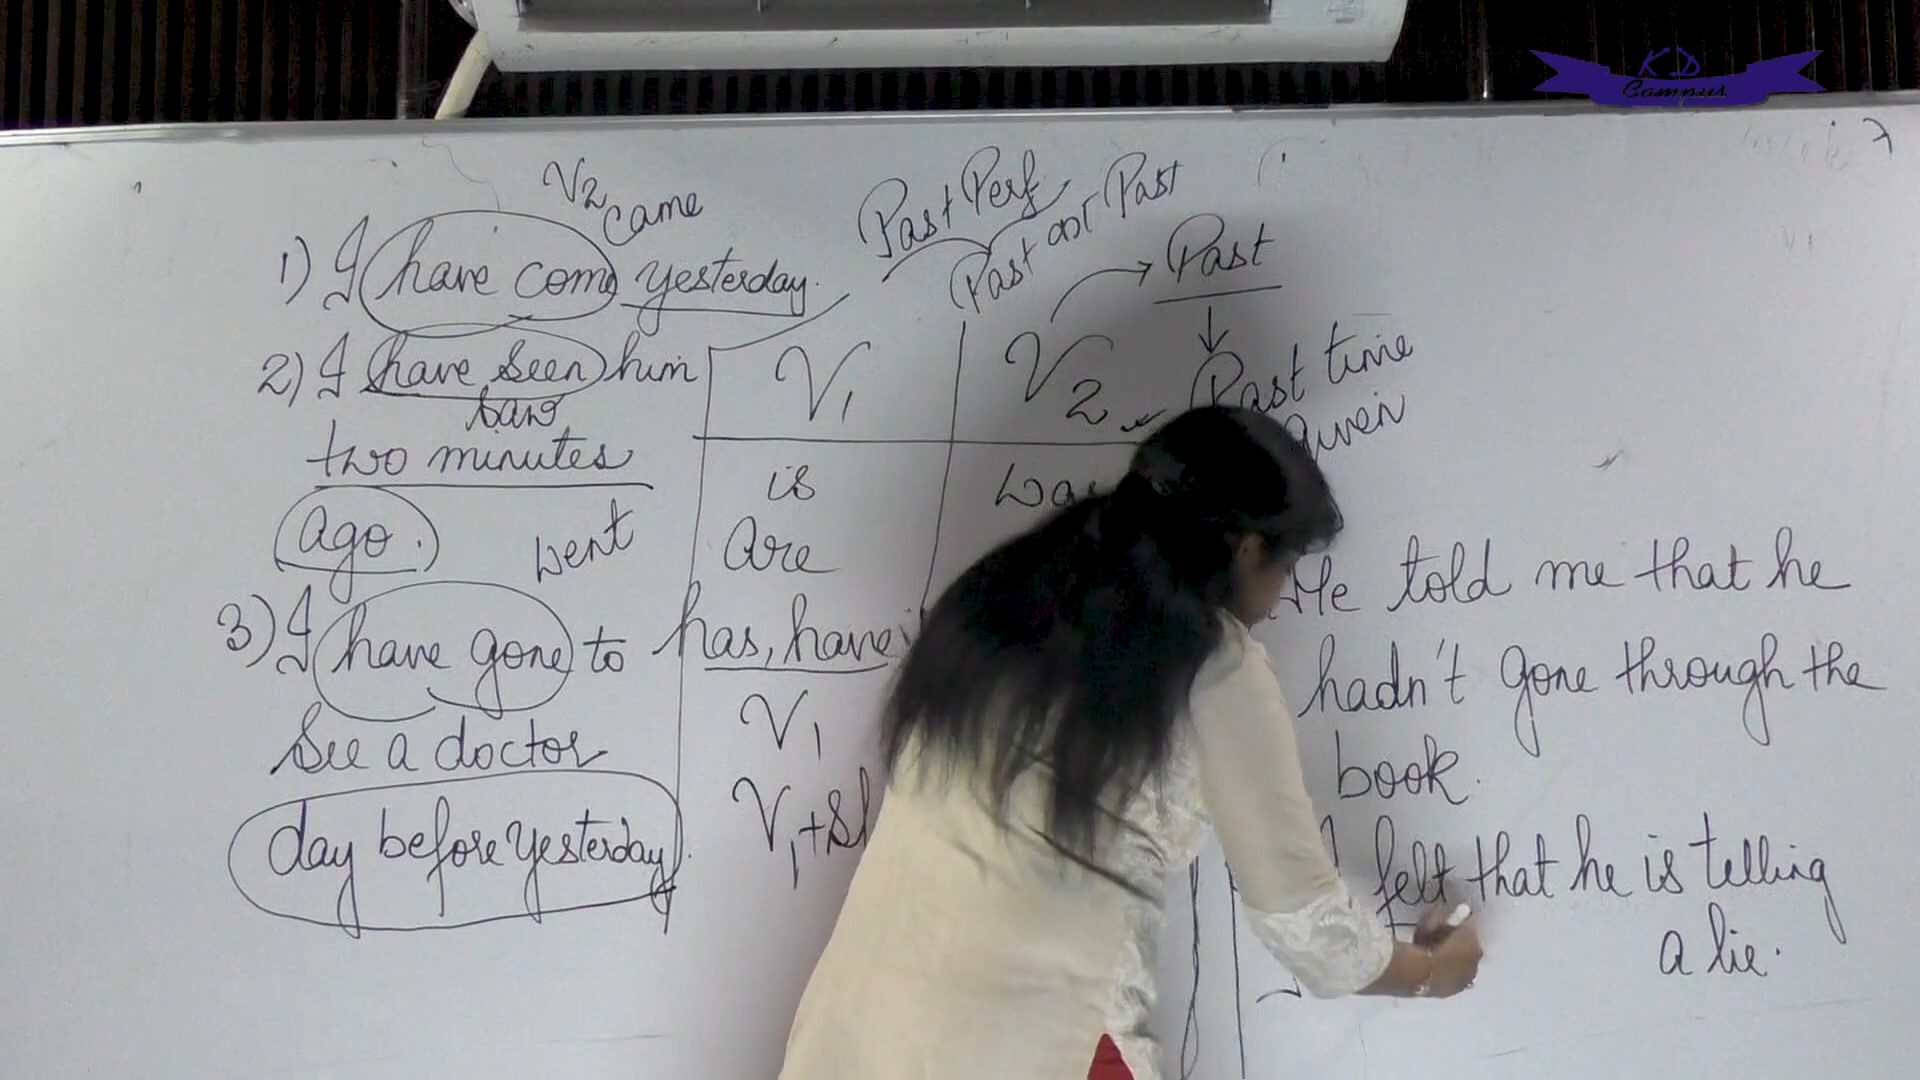 KD
Campus
V2
came
1) I have come yesterday.
2) I have seen him
saw
two minutes
ago.
went
3) I have gone to
see a doctor
day before yesterday.
Past Perf
Past or Past
Past
Past time
given
V1
V2
is
are
has, have
V1
He told me that he
hadn't gone through the
book.
felt that he is telling
a lie.